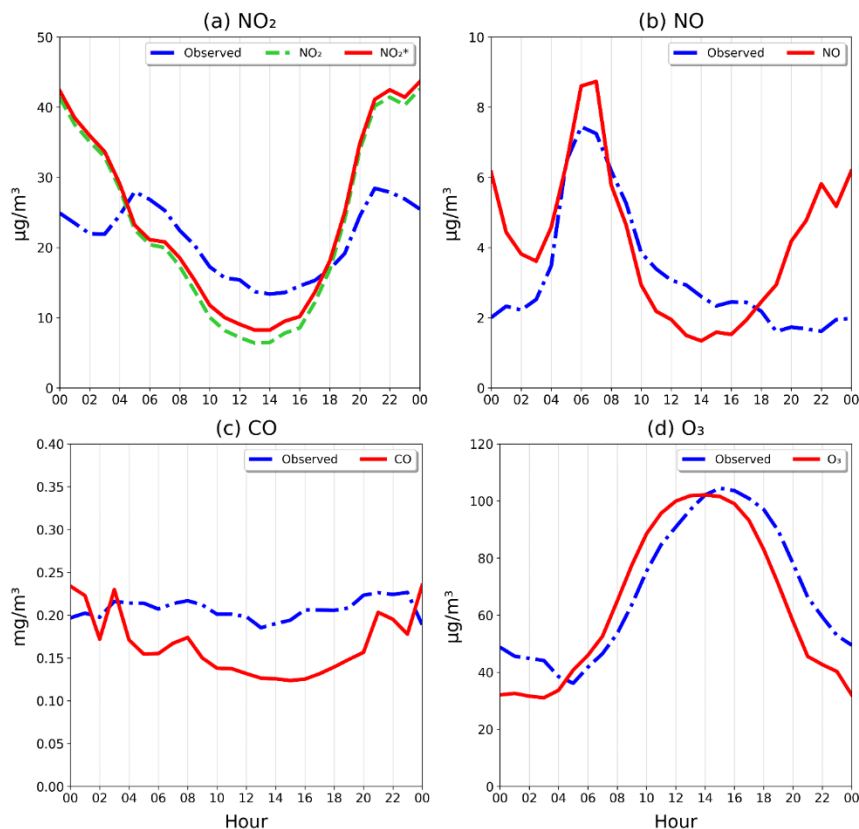 (a) NO₂
(b) NO
Observed NO₂ NO₂*
Observed NO
50
40
30
20
10
0
µg/m³
00 02 04 06 08 10 12 14 16 18 20 22 00
10
8
6
4
2
0
µg/m³
00 02 04 06 08 10 12 14 16 18 20 22 00
(c) CO
(d) O₃
Observed CO
Observed O₃
0.40
0.35
0.30
0.25
0.20
0.15
0.10
0.05
0.00
mg/m³
00 02 04 06 08 10 12 14 16 18 20 22 00
Hour
120
100
80
60
40
20
0
µg/m³
00 02 04 06 08 10 12 14 16 18 20 22 00
Hour